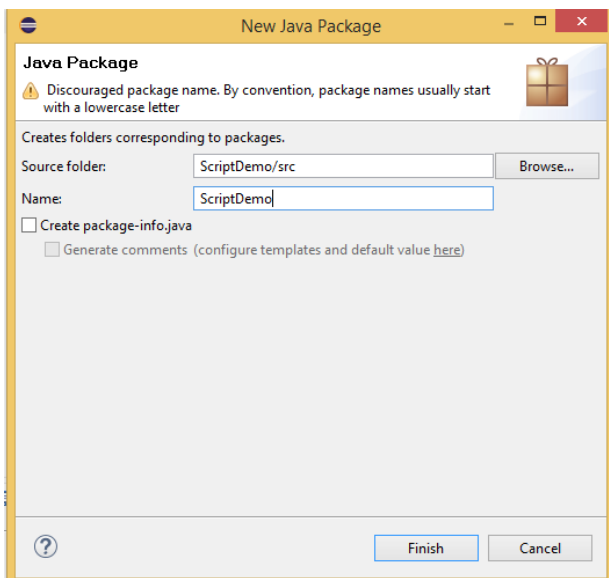 New Java Package
Java Package
Discouraged package name. By convention, package names usually start
with a lowercase letter
Creates folders corresponding to packages.
Source folder: ScriptDemo/src Browse...
Name: ScriptDemo
Create package-info.java
Generate comments (configure templates and default value here)
Finish Cancel